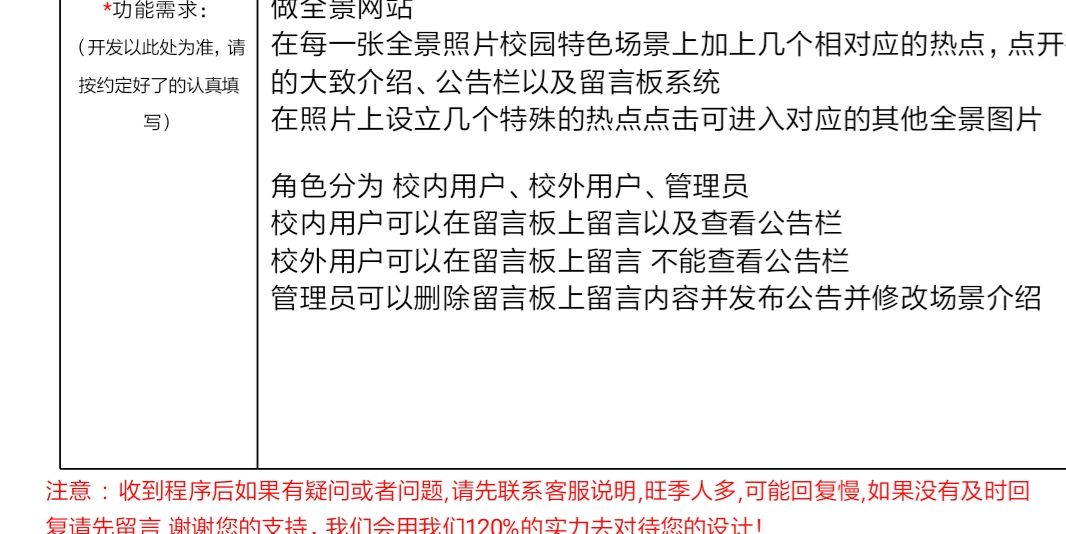 *功能需求：
（开发以此处为准，请
按约定好了的认真填
写）
做全景网站
在每一张全景照片校园特色场景上加上几个相对应的热点，点开
的大致介绍、公告栏以及留言板系统
在照片上设立几个特殊的热点点击可进入对应的其他全景图片
角色分为 校内用户、校外用户、管理员
校内用户可以在留言板上留言以及查看公告栏
校外用户可以在留言板上留言 不能查看公告栏
管理员可以删除留言板上留言内容并发布公告并修改场景介绍
注意 ：收到程序后如果有疑问或者问题,请先联系客服说明,旺季人多,可能回复慢,如果没有及时回
复请先留言 谢谢您的支持，我们会用我们120%的实力去对待您的设计!